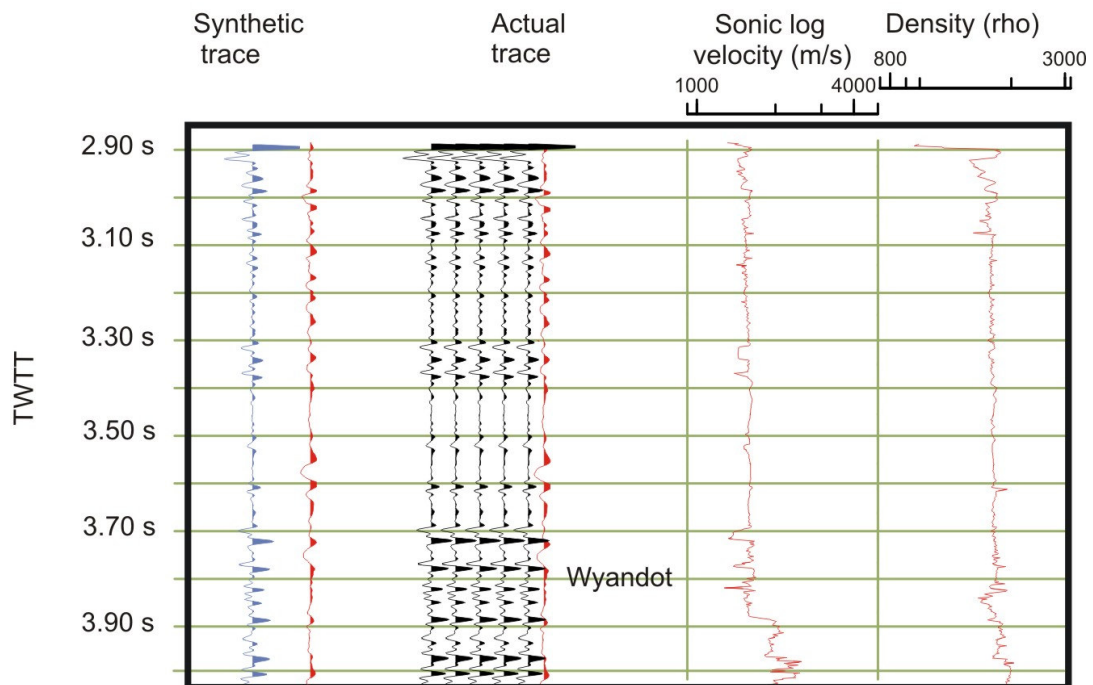 Synthetic
trace
Actual
trace
Sonic log
velocity (m/s)
Density (rho)
1000
4000
800
3000
TWTT
2.90 s
3.10 s
3.30 s
3.50 s
3.70 s
3.90 s
Wyandot